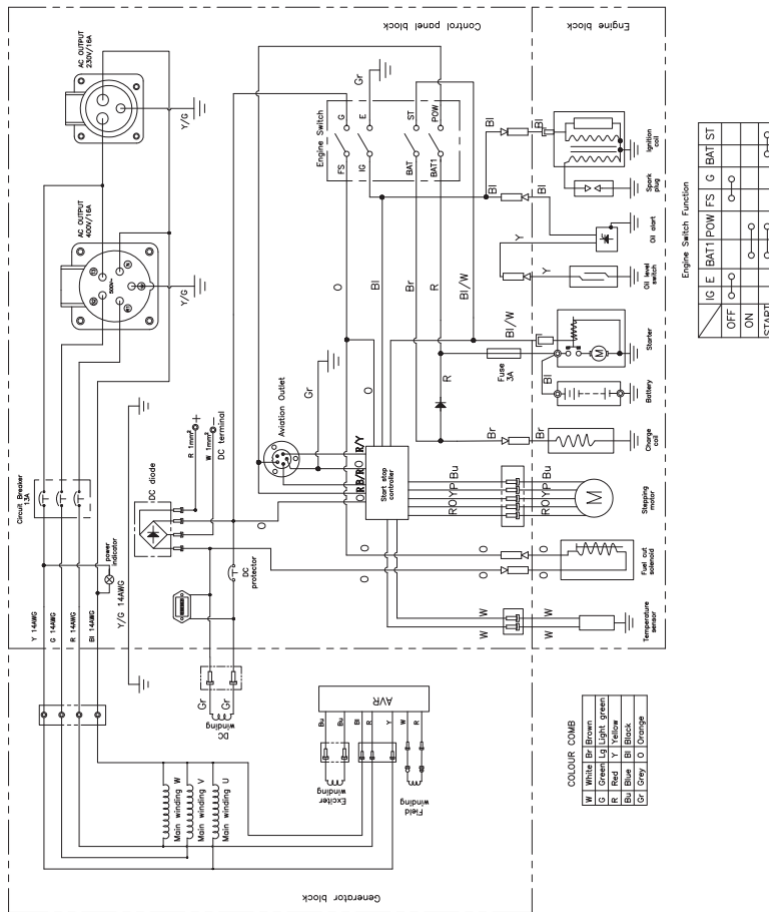 Control panel block
Engine block
Generator block
AC OUTPUT
230V/16A
Y/G
AC OUTPUT
400V/16A
Y/G
Circuit Breaker
13A
power
indicator
Y 14AWG
G 14AWG
R 14AWG
Bl 14AWG
Y/G 14AWG
DC diode
R 1mm²
W 1mm²
DC terminal
DC
protector
O
Gr
Gr
DC
winding
Main winding W
Main winding V
Main winding U
Exciter
winding
Field
winding
AVR
Bu
Bu
Bl
R
Y
W
R
Aviation Outlet
Gr
O
R/Y
Start stop
controller
Engine Switch
G
E
ST
POW
FS
IG
BAT
BAT1
Gr
O
Bl
Br
R
Bl/W
Bl
Bl
Bl
Bl
Y
Y
Bl/W
R
Fuse
3A
Bl
Br
Br
R O Y P Bu
R O Y P Bu
M
M
O
O
O
O
O
O
W
W
W
W
Ignition
coil
Spark
plug
Oil alart
Oil level
switch
Starter
Battery
Charge
coil
Stepping
motor
Fuel cut
solenoid
Temperature
sensor
Engine Switch Function
IG E BAT1 POW FS G BAT ST
OFF
ON
START
COLOUR COMB
W White Br Brown
G Green Lg Light green
R Red Y Yellow
Bu Blue Bl Black
Gr Grey O Orange